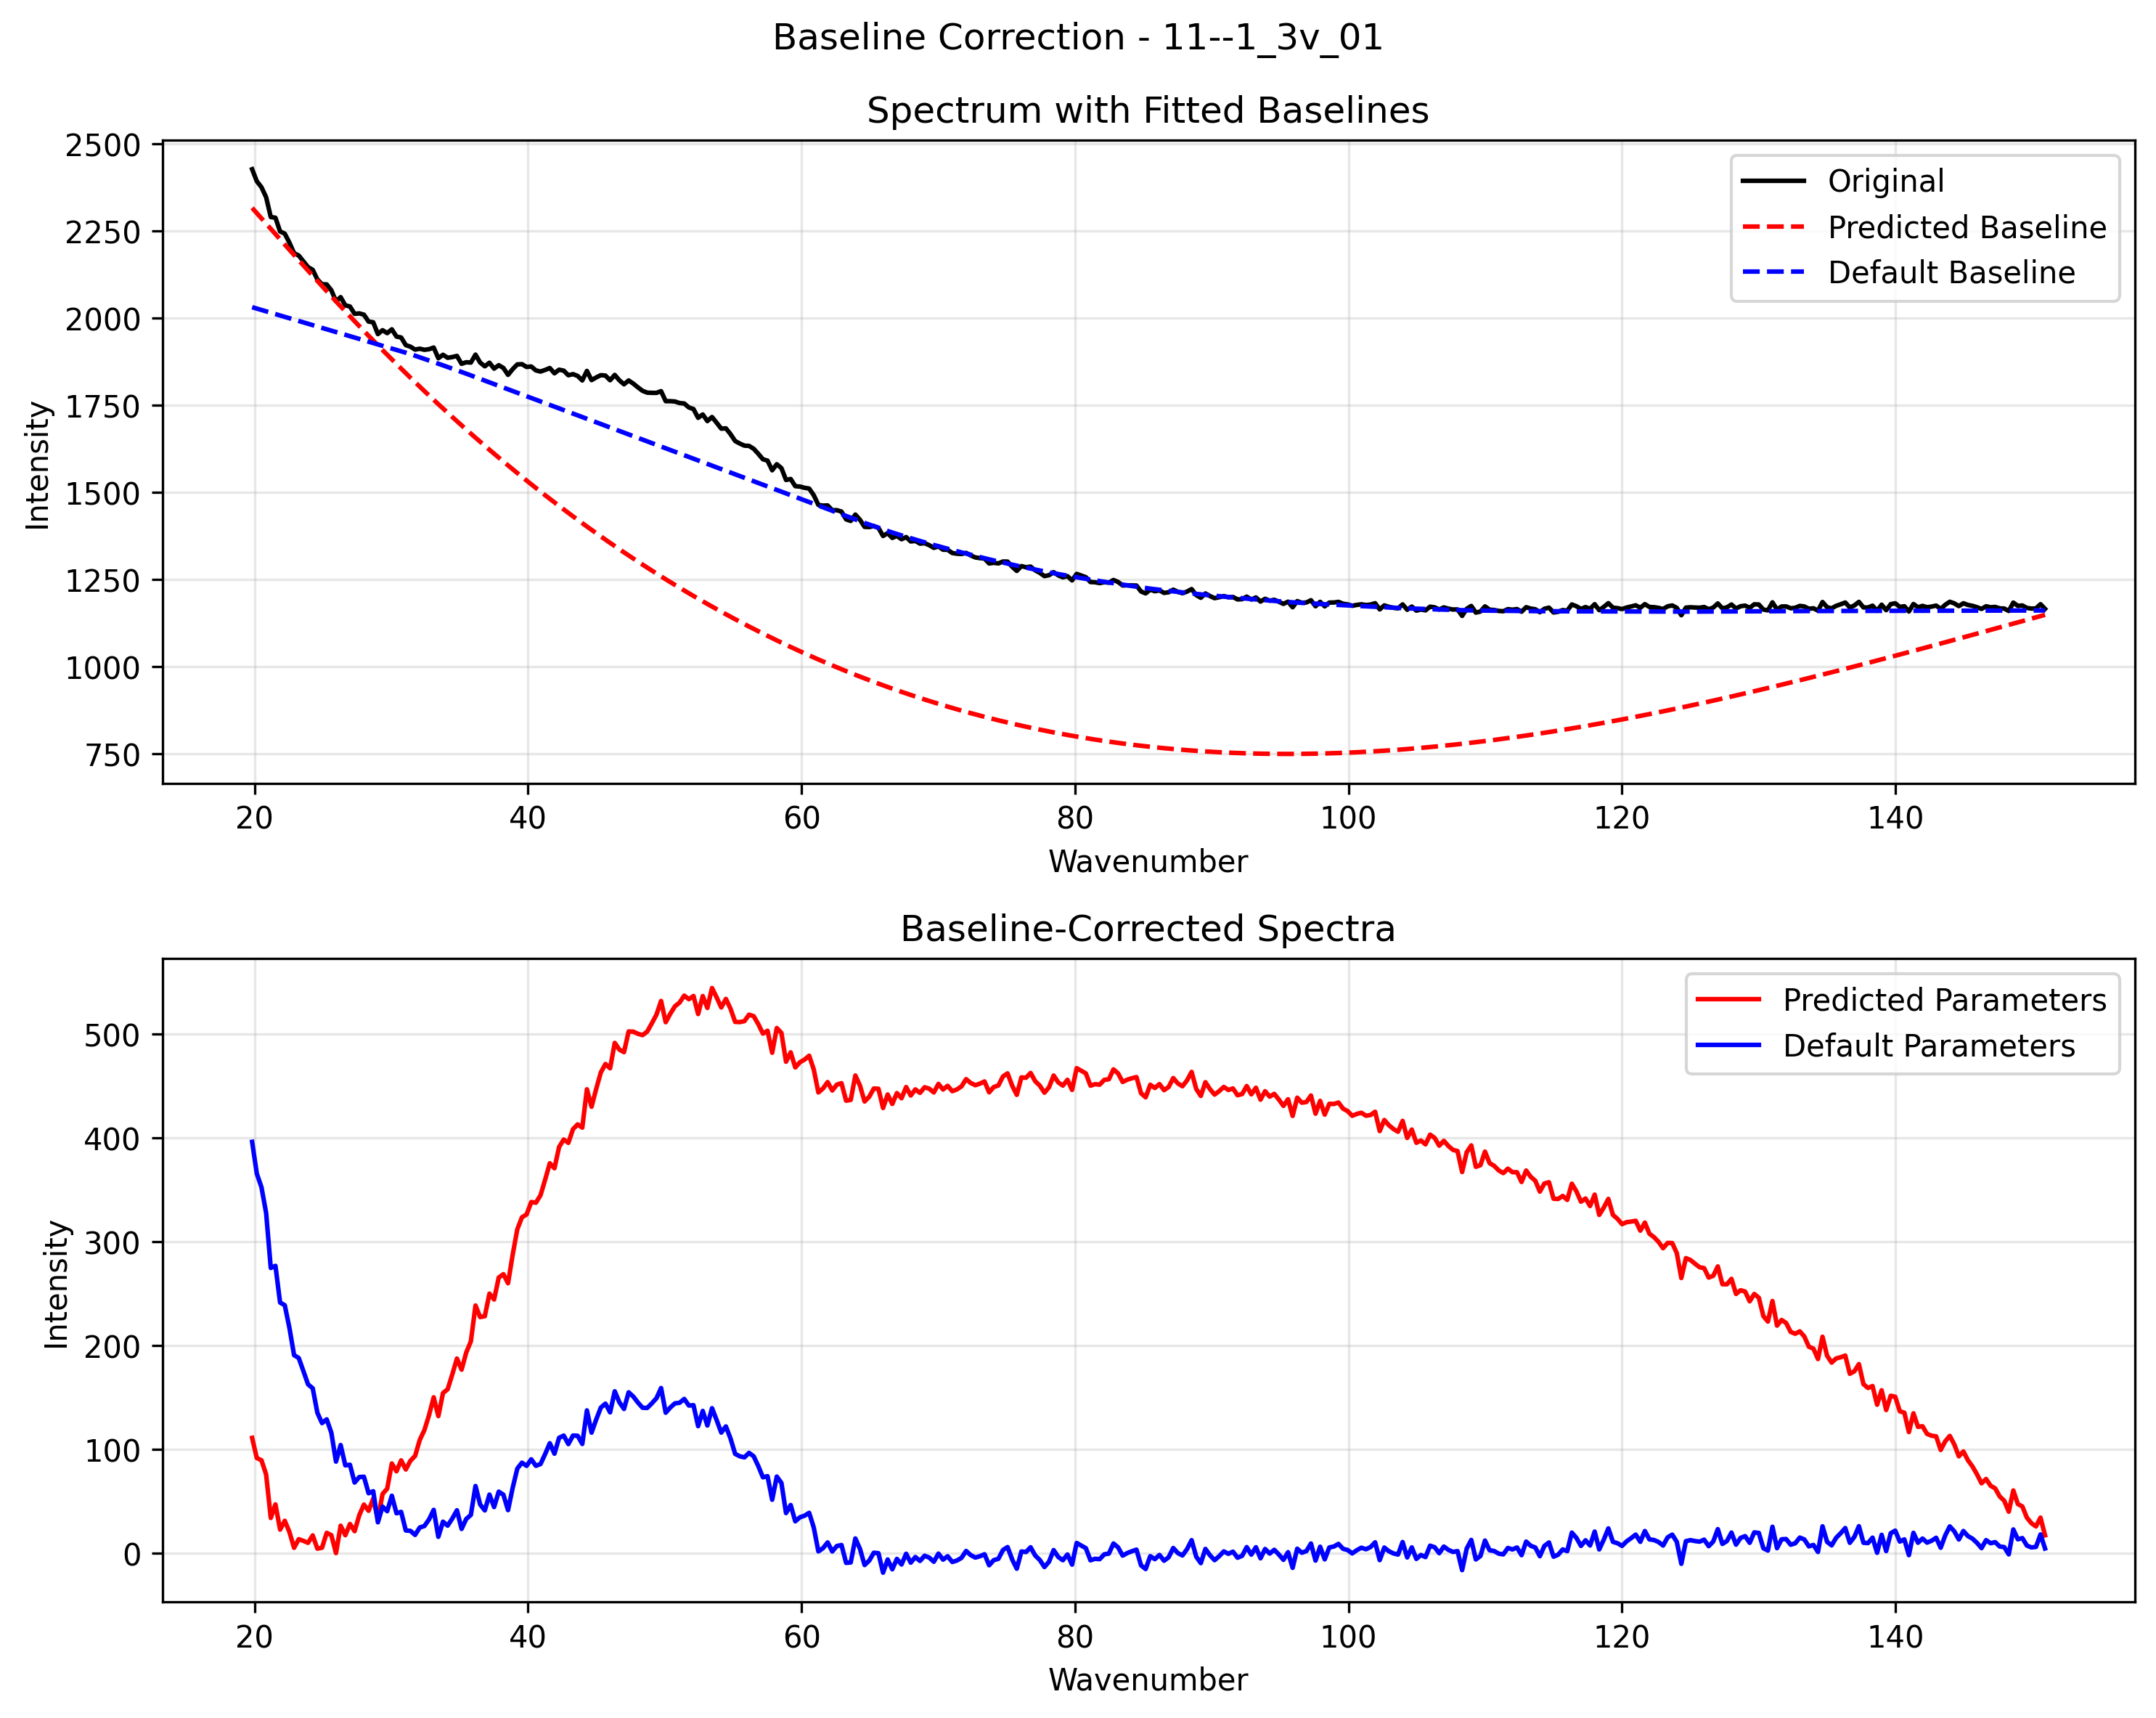 Baseline Correction - 11--1_3v_01
Spectrum with Fitted Baselines
2500
2250
2000
1750
1500
1250
1000
750
Intensity
Original
Predicted Baseline
Default Baseline
20 40 60 80 100 120 140
Wavenumber
Baseline-Corrected Spectra
500
400
300
200
100
0
Intensity
Predicted Parameters
Default Parameters
20 40 60 80 100 120 140
Wavenumber